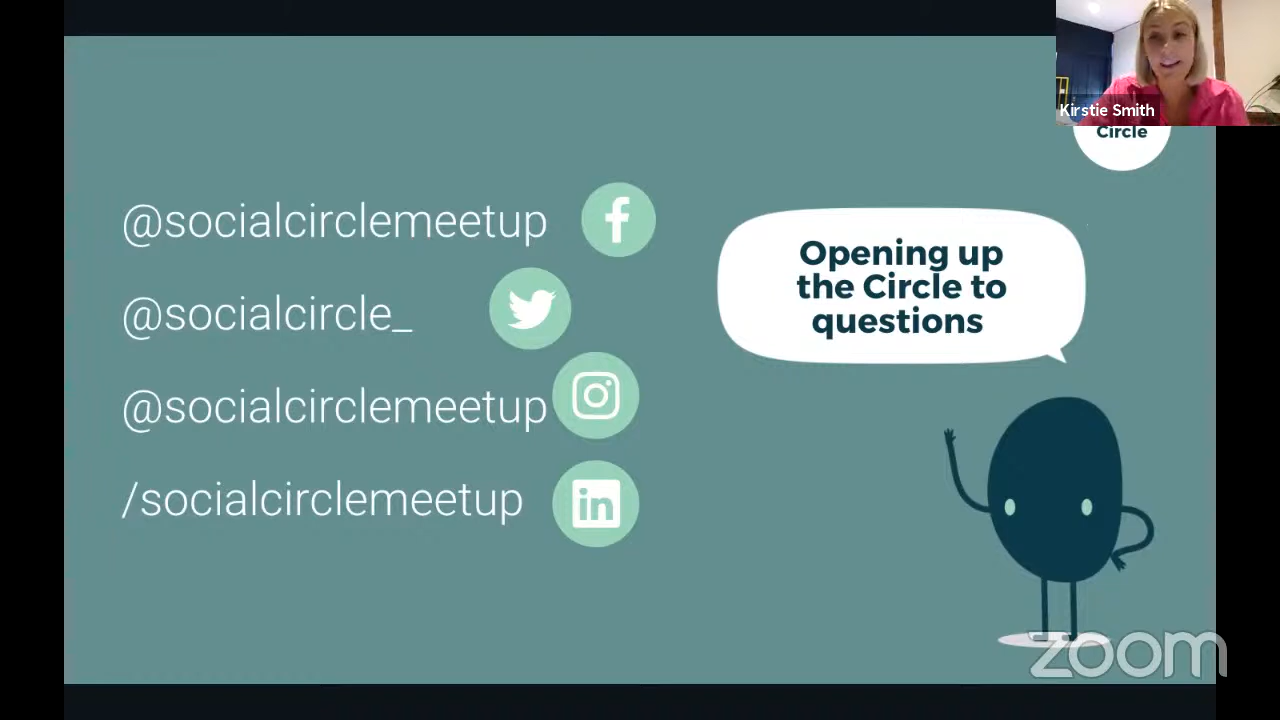 Kirstie Smith
Circle
@socialcirclemeetup
@socialcircle_
@socialcirclemeetup
/socialcirclemeetup
Opening up
the Circle to
questions
zoom